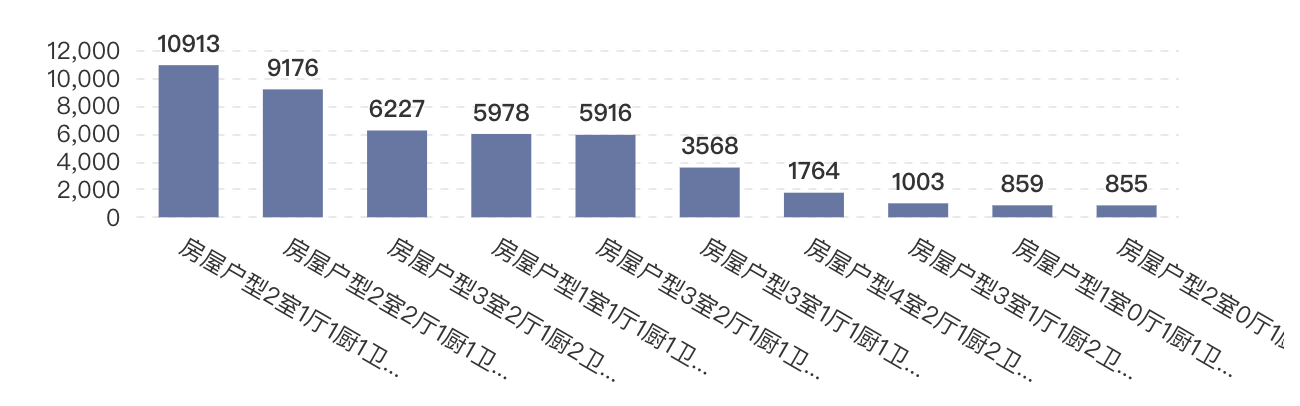 12,000
10,000
8,000
6,000
4,000
2,000
0
10913
9176
6227
5978
5916
3568
1764
1003
859
855
房屋户型2室1厅1厨1卫...
房屋户型2室2厅1厨1卫...
房屋户型3室2厅1厨2卫...
房屋户型1室1厅1厨1卫...
房屋户型3室2厅1厨1卫...
房屋户型3室1厅1厨1卫...
房屋户型4室2厅1厨2卫...
房屋户型3室1厅1厨2卫...
房屋户型1室0厅1厨1卫...
房屋户型2室0厅1